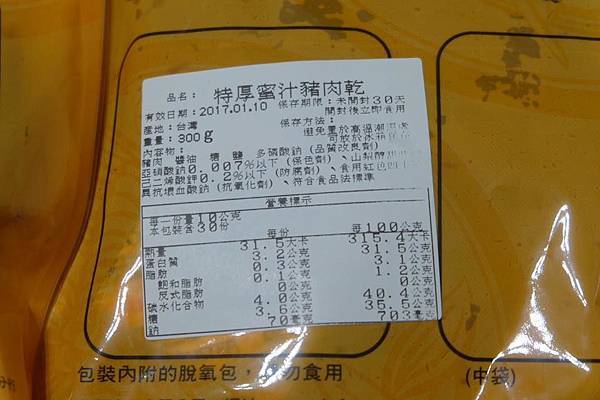 品名： 特厚蜜汁豬肉乾
有效日期：2017.01.10 保存期限：未開封30天
開封後立即食用
產地：台灣 保存方法：
重量：300g 避免置於高溫潮濕處
內容物： 可放於冰箱
豬肉 醬油 糖 鹽 多磷酸鈉(品質改良劑)
亞硝酸鈉0.007%以下(保色劑)、山梨醇
己二烯酸鉀0.2%以下(防腐劑)、食用紅色
異抗壞血酸鈉(抗氧化劑)、符合食品法標準
營養標示
每一份量10公克
本包裝含30份
每份 每100公克
熱量 31.5大卡 315.4大卡
蛋白質 3.2公克 31.5公克
脂肪 0.3公克 3.1公克
飽和脂肪 0.1公克 1.2公克
反式脂肪 0公克 0公克
碳水化合物 4.0公克 40.4公克
糖 3.6公克 35.5公克
鈉 70毫克 703毫克
包裝內附的脫氧包，勿食用
(中袋)